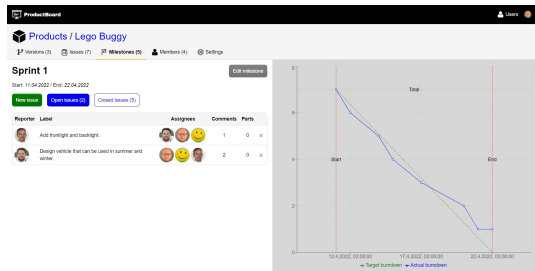 ProductBoard
Users
Products / Lego Buggy
Versions (3) Issues (7) Milestones (5) Members (4) Settings
Sprint 1
Edit milestone
Start: 11.04.2022 / End: 22.04.2022
New issue Open issues (2) Closed issues (5)
Reporter Label Assignees Comments Parts
Add frontlight and backlight. 1 0 ×
Design vehicle that can be used in summer and
winter. 2 0 ×
8
Total
6
4
Start
End
2
0
12.4.2022, 02:00:00 17.4.2022, 02:00:00 22.4.2022, 02:00:00
Target burndown Actual burndown